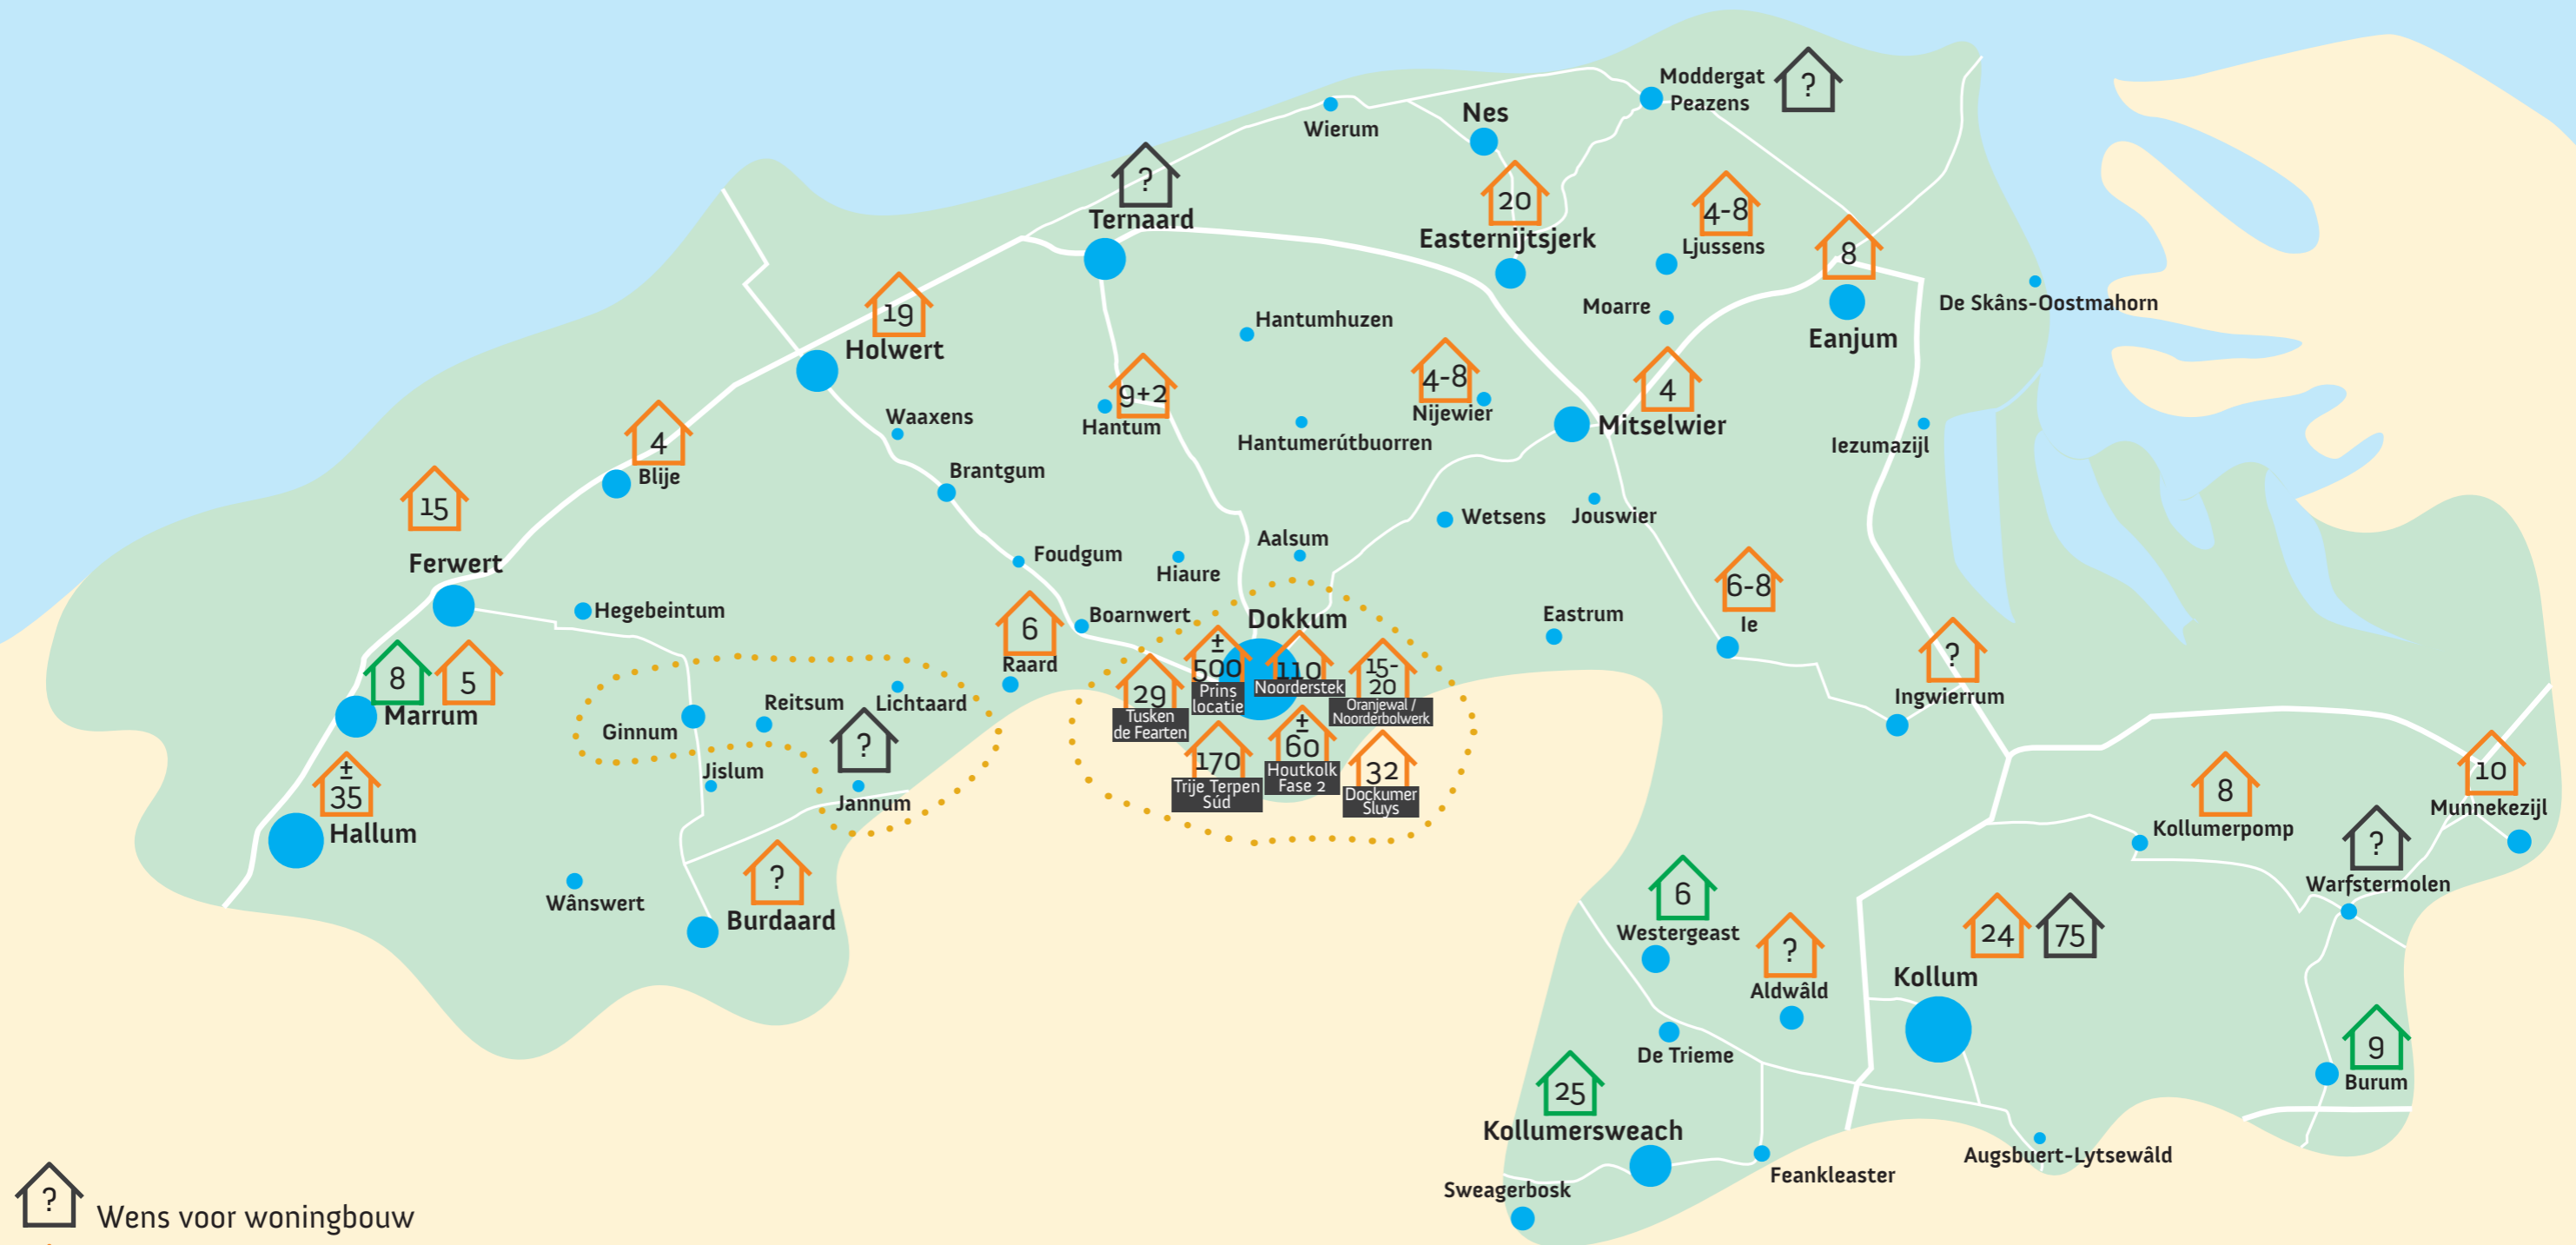 Moddergat
Peazens
?
Wierum
Nes
?
Ternaard
20
Easternijtsjerk
4-8
Ljussens
8
Eanjum
De Skâns-Oostmahorn
Moarre
19
Holwert
Hantumhuzen
9+2
Hantum
4-8
Nijewier
4
Mitselwier
Hantumerútbuorren
Iezumazijl
Waaxens
4
Blije
Brantgum
15
Ferwert
Wetsens
Jouswier
Aalsum
Foudgum
Hiaure
Hegebeintum
Boarnwert
6
Raard
Dokkum
Eastrum
6-8
Ie
?
Ingwierrum
8
5
Marrum
Ginnum
Reitsum
Lichtaard
?
Jannum
Jislum
29
Tusken
de Fearten
±
500
Prins
locatie
110
Noorderstek
15-
20
Oranjewal /
Noorderbolwerk
170
Trije Terpen
Súd
±
60
Houtkolk
Fase 2
32
Dockumer
Sluys
±
35
Hallum
Wânswert
?
Burdaard
10
Munnekezijl
8
Kollumerpomp
?
Warfstermolen
6
Westergeast
?
Aldwâld
24
75
Kollum
De Trieme
9
Burum
25
Kollumersweach
Feankleaster
Augsbuert-Lytsewâld
Sweagerbosk
?
Wens voor woningbouw